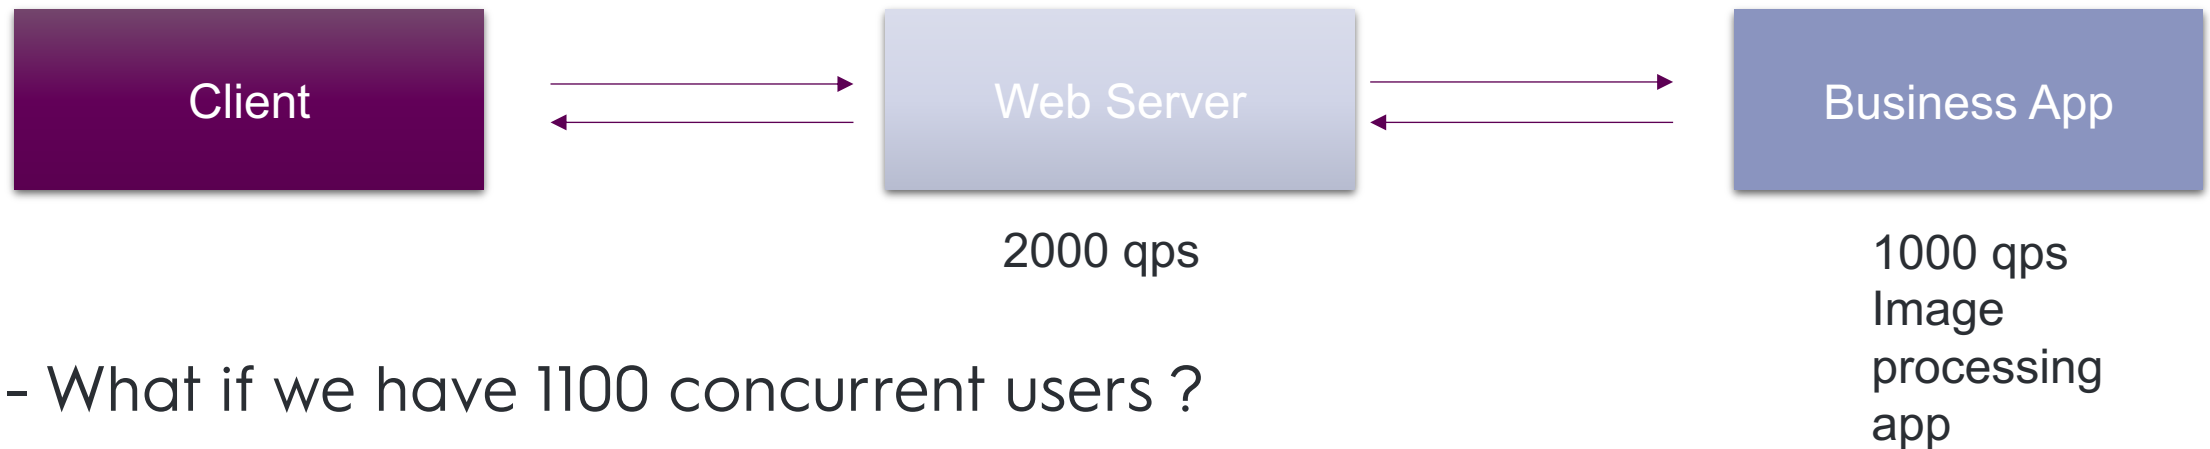 Client
Web Server
Business App
2000 qps
1000 qps
Image
processing
app
- What if we have 1100 concurrent users ?